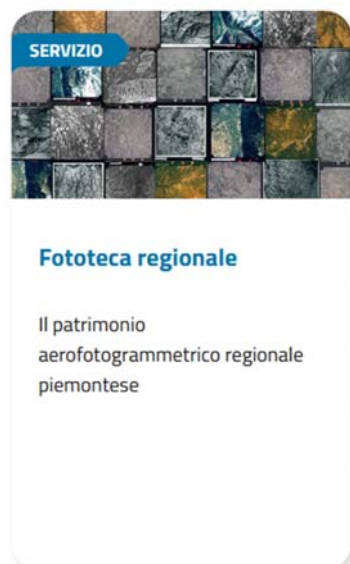 SERVIZIO
Fototeca regionale
Il patrimonio
aerofotogrammetrico regionale
piemontese